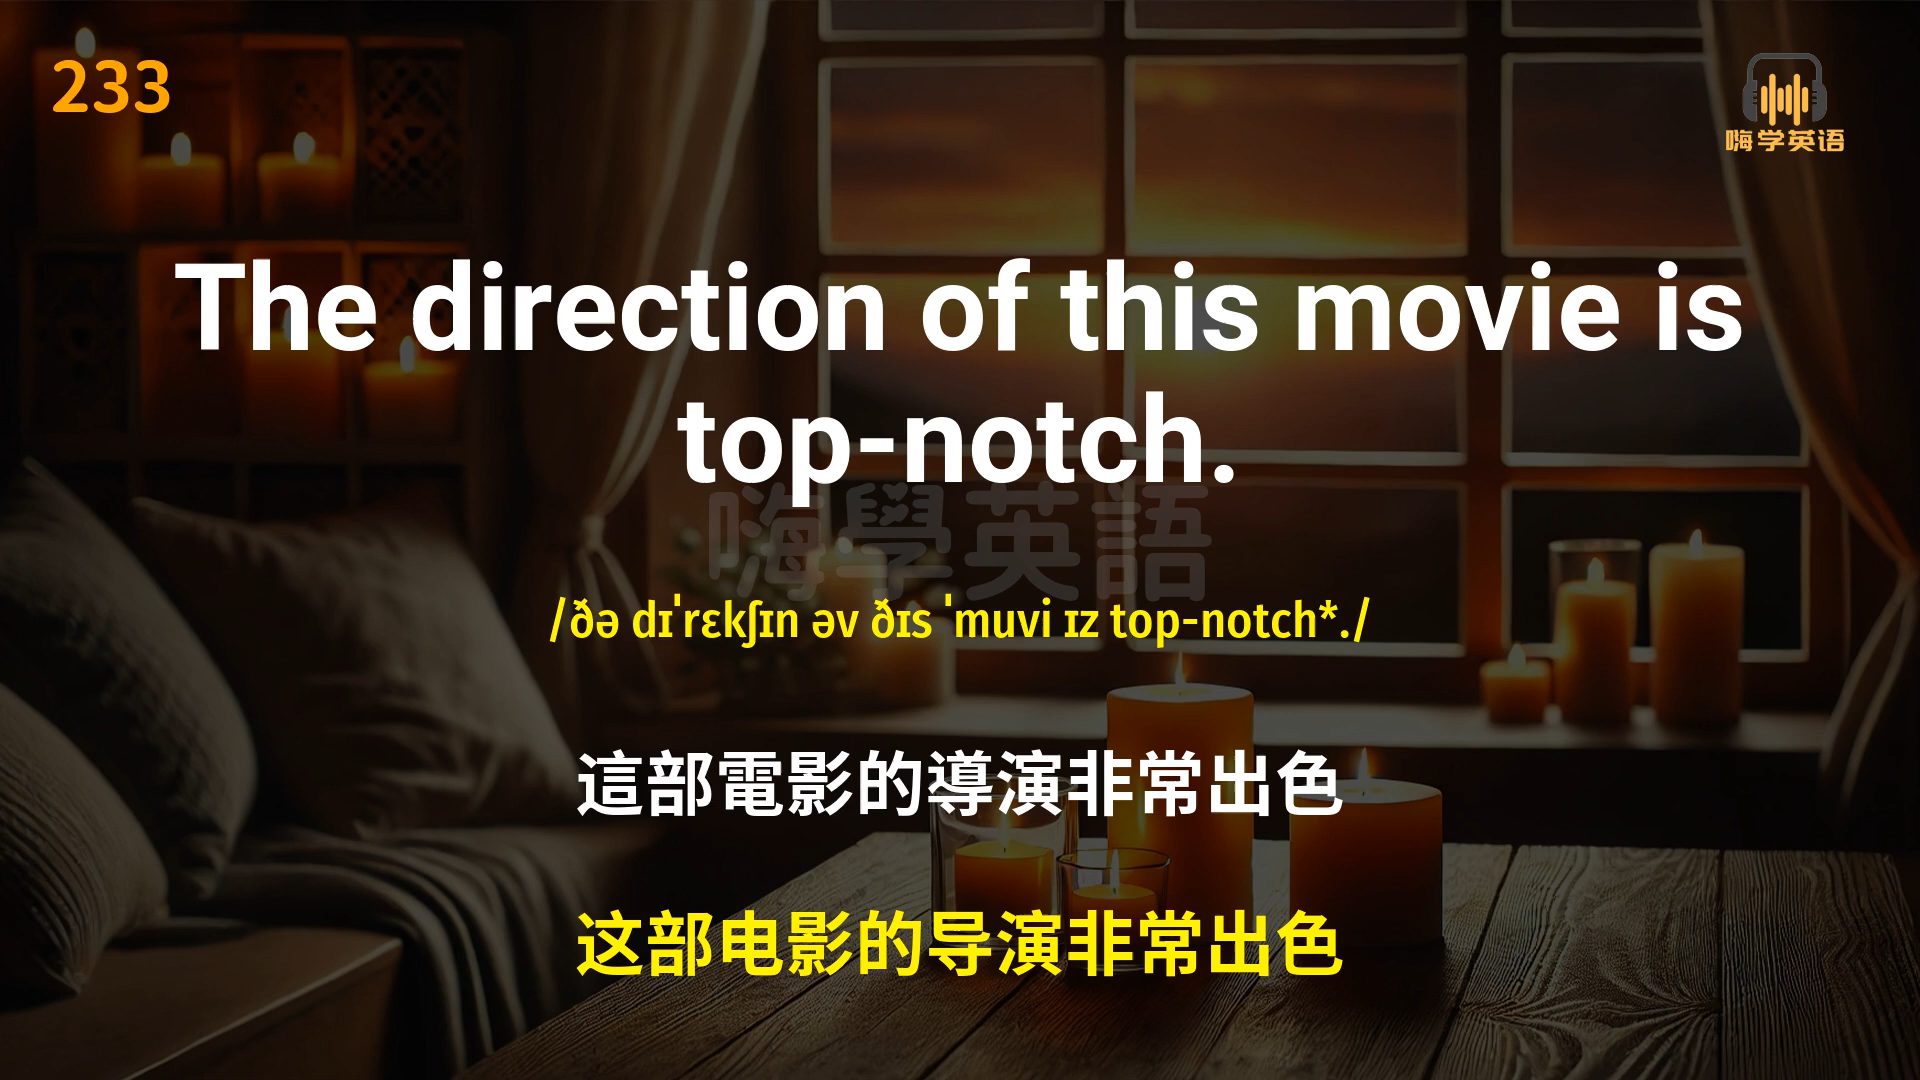 233
嗨学英语
The direction of this movie is
top-notch.
嗨學英語
/ðə dɪˈrɛkʃɪn əv ðɪs ˈmuvi ɪz top-notch*./
這部電影的導演非常出色
这部电影的导演非常出色